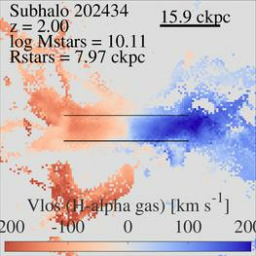 Subhalo 202434
15.9 ckpc
z = 2.00
log Mstars = 10.11
Rstars = 7.97 ckpc
Vlos (H-alpha gas) [km s-1]
200 -100 0 100 200